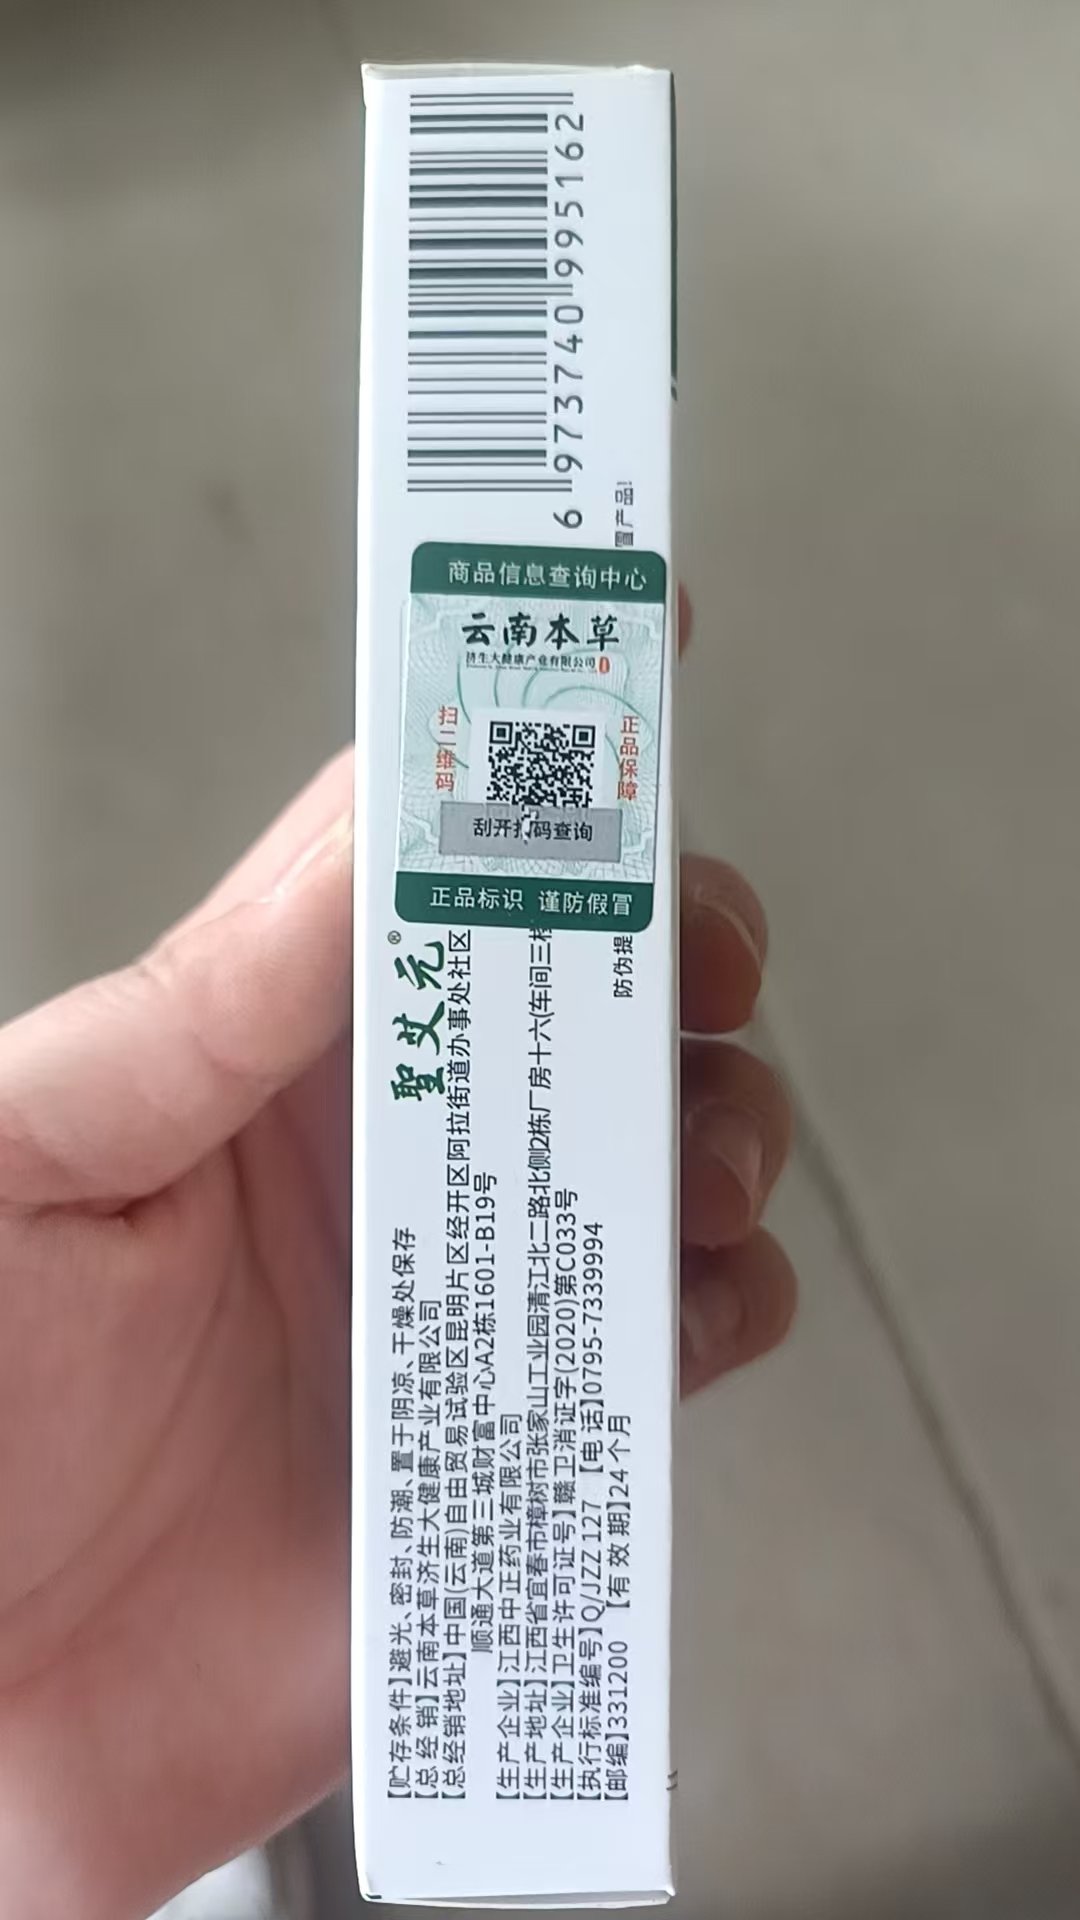 【贮存条件】避光、密封、防潮、置于阴凉、干燥处保存
【总经销】云南本草济生大健康产业有限公司
【总经销地址】中国(云南)自由贸易试验区昆明片区经开区阿拉街道办事处社区
顺通大道第三城财富中心A2栋1601-B19号
【生产企业】江西中正药业有限公司
【生产地址】江西省宜春市樟树市张家山工业园清江北二路北侧2栋厂房十六(车间三栋
【生产企业】卫生许可证号】赣卫消证字(2020)第C033号
【执行标准编号】Q/JZZ 127 【电话】0795-7339994
【邮编】331200 【有效期】24个月
聖艾元®
防伪提
冒产品!
商品信息查询中心
云南本草
济生大健康产业有限公司
扫二维码
正品保障
刮开扫码查询
正品标识 谨防假冒
6 973740 995162